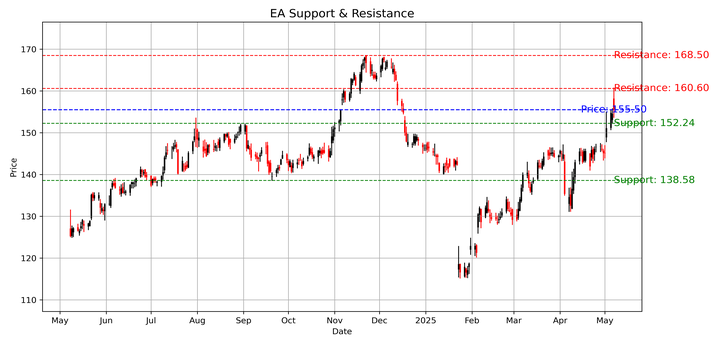 EA Support & Resistance
Resistance: 168.50
Resistance: 160.60
Price: 155.50
Support: 152.24
Support: 138.58
Price
170
160
150
140
130
120
110
May Jun Jul Aug Sep Oct Nov Dec 2025 Feb Mar Apr May
Date